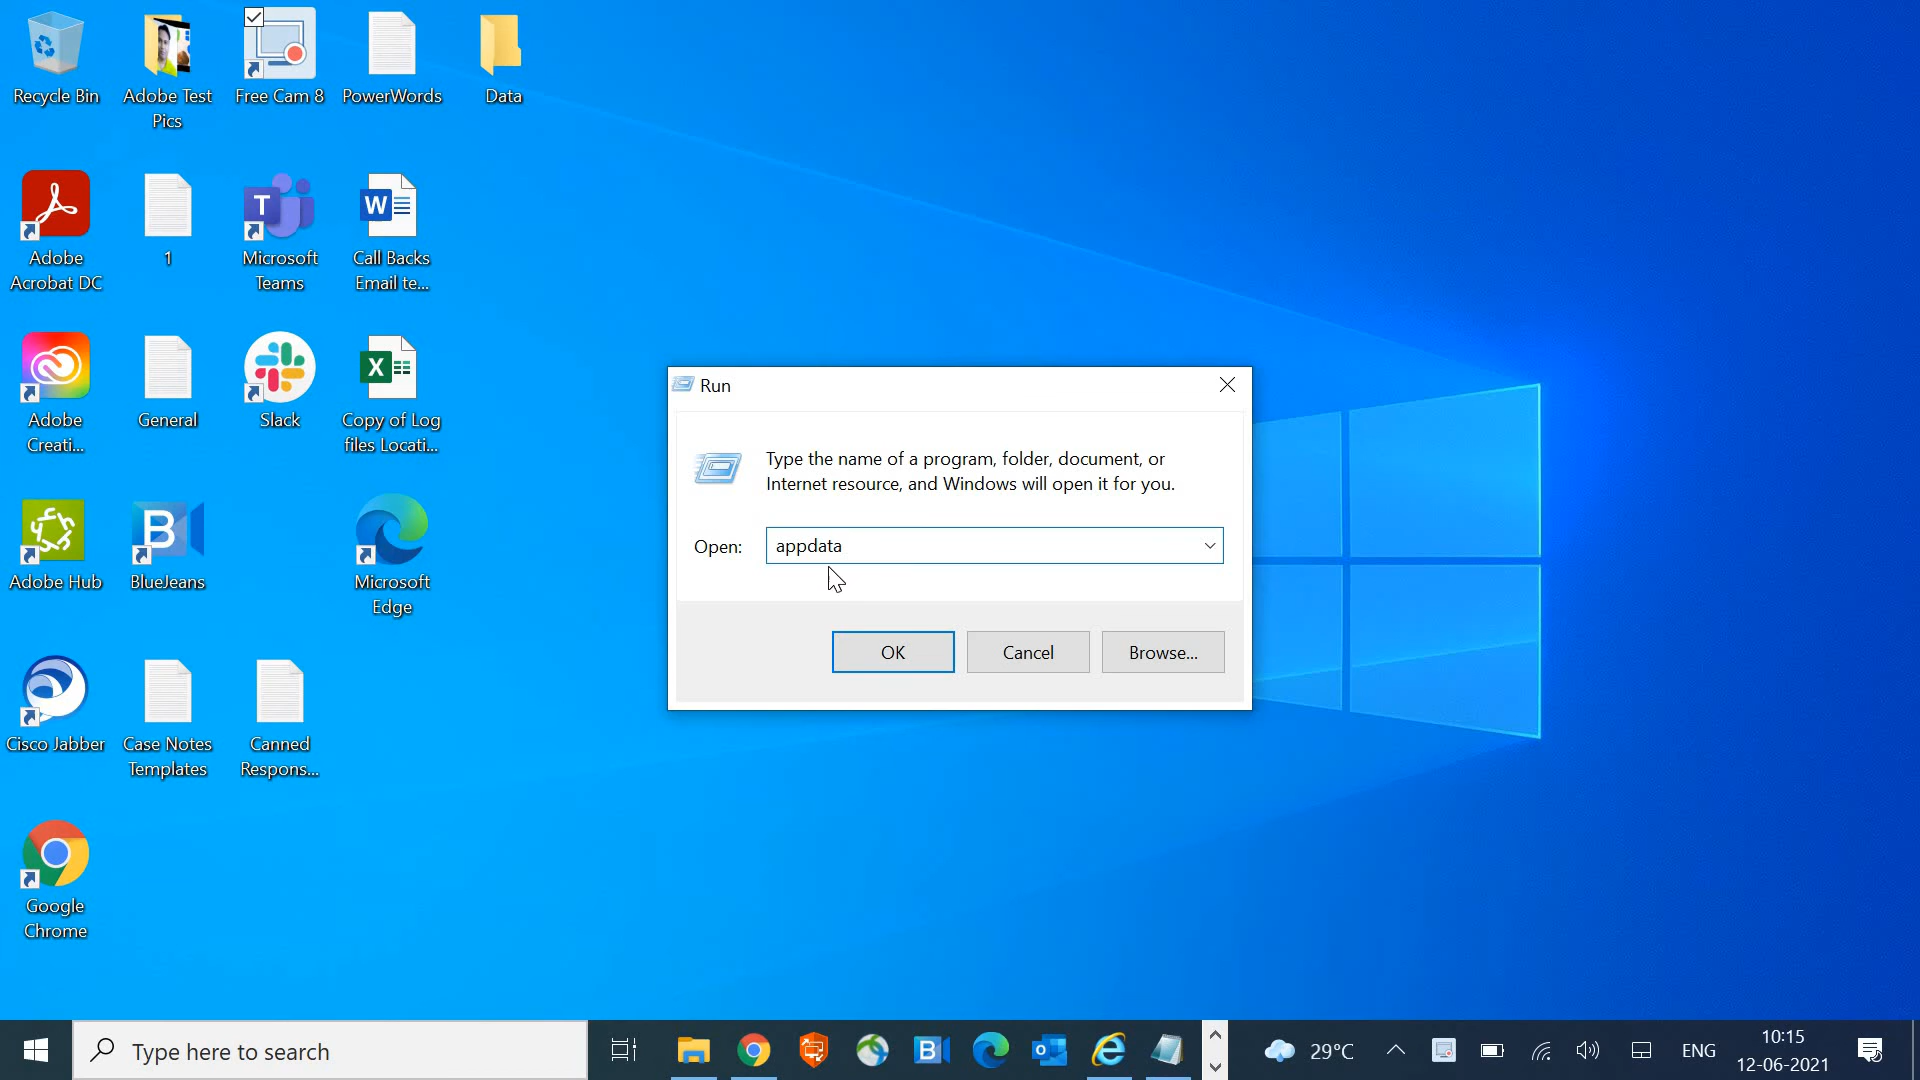 Recycle Bin
Adobe Test
Pics
Free Cam 8
PowerWords
Data
Adobe
Acrobat DC
1
Microsoft
Teams
Call Backs
Email te...
Adobe
Creati...
General
Slack
Copy of Log
files Locati...
Adobe Hub
BlueJeans
Microsoft
Edge
Cisco Jabber
Case Notes
Templates
Canned
Respons...
Google
Chrome
Run
Type the name of a program, folder, document, or
Internet resource, and Windows will open it for you.
Open: appdata
OK Cancel Browse...
Type here to search
29°C
ENG
10:15
12-06-2021